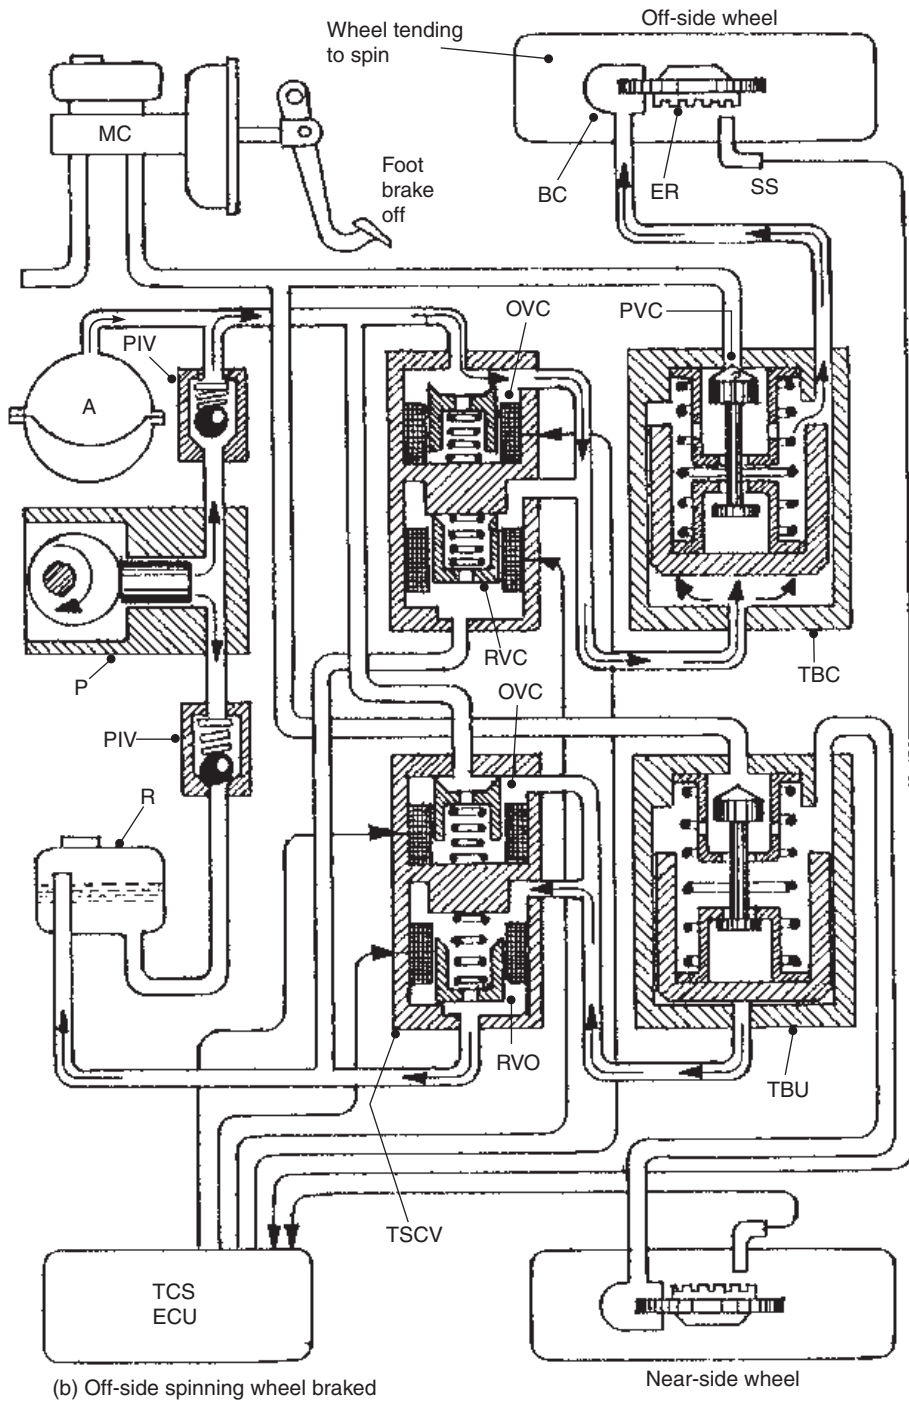 Off-side wheel
Wheel tending
to spin
MC
Foot
brake
off
BC
ER
SS
OVC
PVC
PIV
A
RVC
TBC
P
OVC
PIV
R
RVO
TBU
TSCV
TCS
ECU
Near-side wheel
(b) Off-side spinning wheel braked